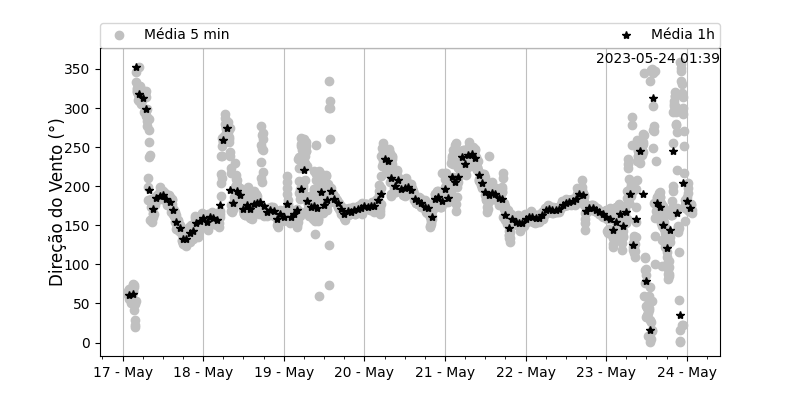 Média 5 min
Média 1h
2023-05-24 01:39
Direção do Vento (°)
350
300
250
200
150
100
50
0
17 - May
18 - May
19 - May
20 - May
21 - May
22 - May
23 - May
24 - May